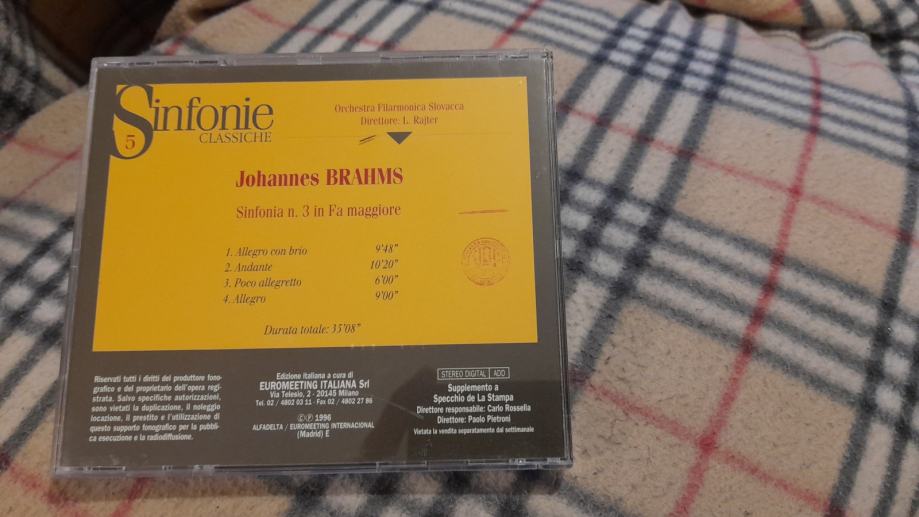 Sinfonie
CLASSICHE
5
Orchestra Filarmonica Slovacca
Direttore: L. Rajter
Johannes BRAHMS
Sinfonia n. 3 in Fa maggiore
1. Allegro con brio 9'48"
2. Andante 10'20"
3. Poco allegretto 6'00"
4. Allegro 9'00"
Durata totale: 35'08"
Riservati tutti i diritti del produttore fono-
grafico e del proprietario dell'opera regi-
strata. Salvo specifiche autorizzazioni,
sono vietati la duplicazione, il noleggio
locazione, il prestito e l'utilizzazione di
questo supporto fonografico per la pubbli-
ca esecuzione e la radiodiffusione.
Edizione italiana a cura di
EUROMEETING ITALIANA Srl
Via Telesio, 2 - 20145 Milano
Tel. 02 / 4802 03 11 - Fax 02 / 4802 27 86
©℗ 1996
ALFADELTA / EUROMEETING INTERNATIONAL
(Madrid) E
STEREO DIGITAL ADD
Supplemento a
Specchio de La Stampa
Direttore responsabile: Carlo Rossella
Direttore: Paolo Pietroni
Vietata la vendita separatamente dal settimanale